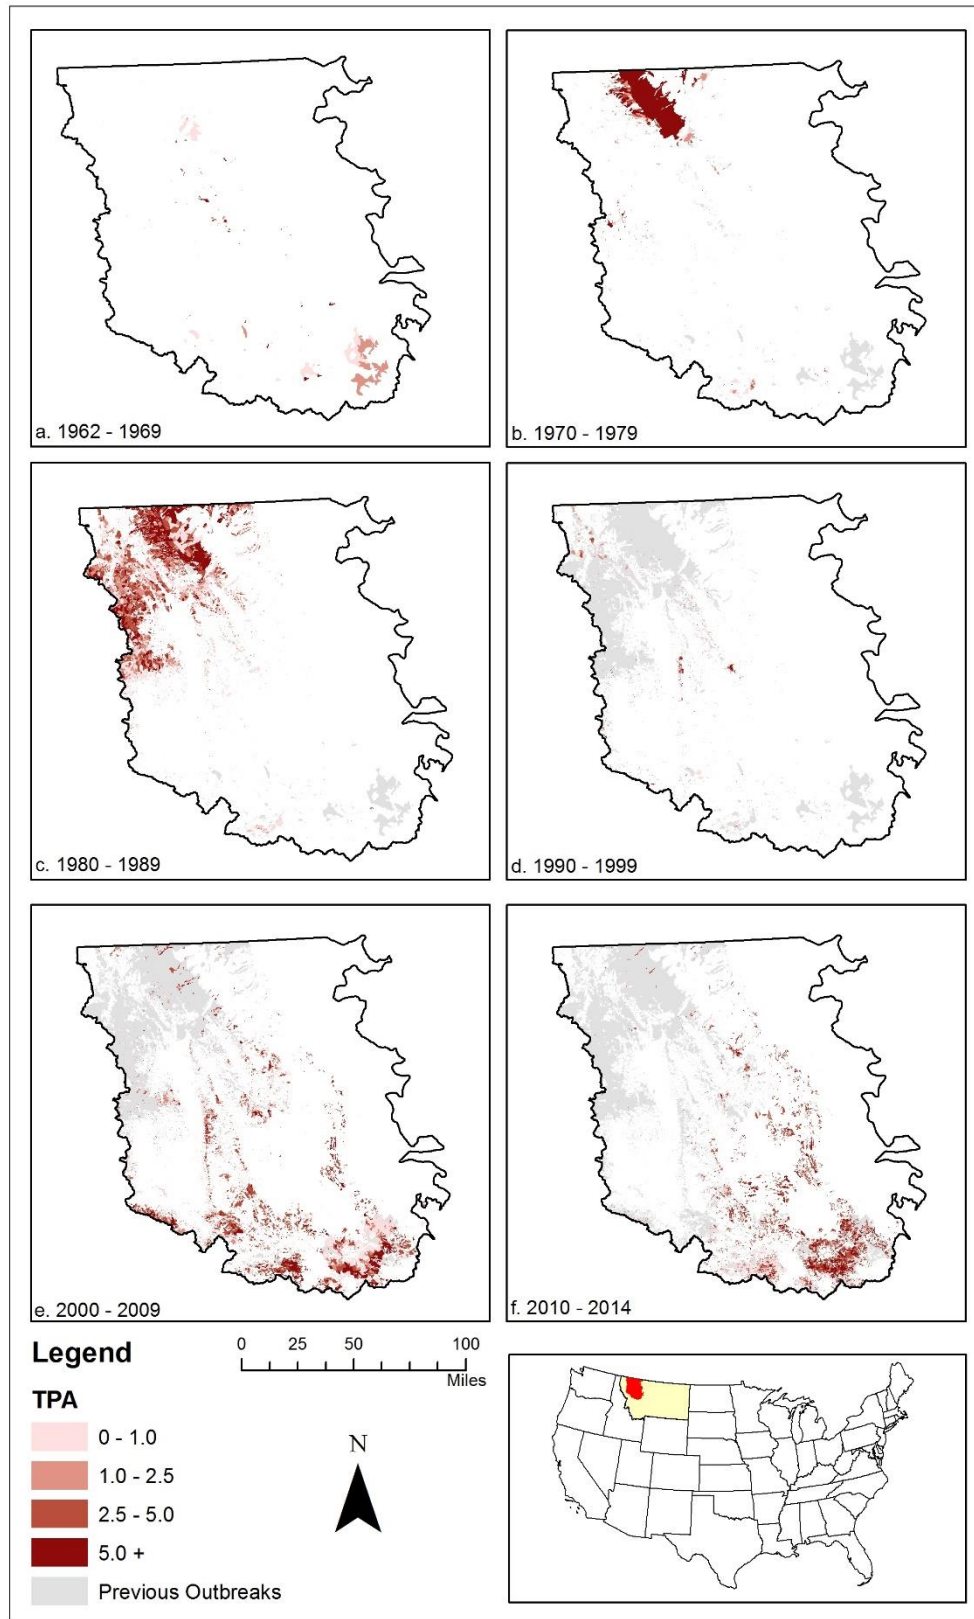 a. 1962 - 1969
b. 1970 - 1979
c. 1980 - 1989
d. 1990 - 1999
e. 2000 - 2009
f. 2010 - 2014
Legend
TPA
0 - 1.0
1.0 - 2.5
2.5 - 5.0
5.0 +
Previous Outbreaks
0 25 50 100
Miles
N